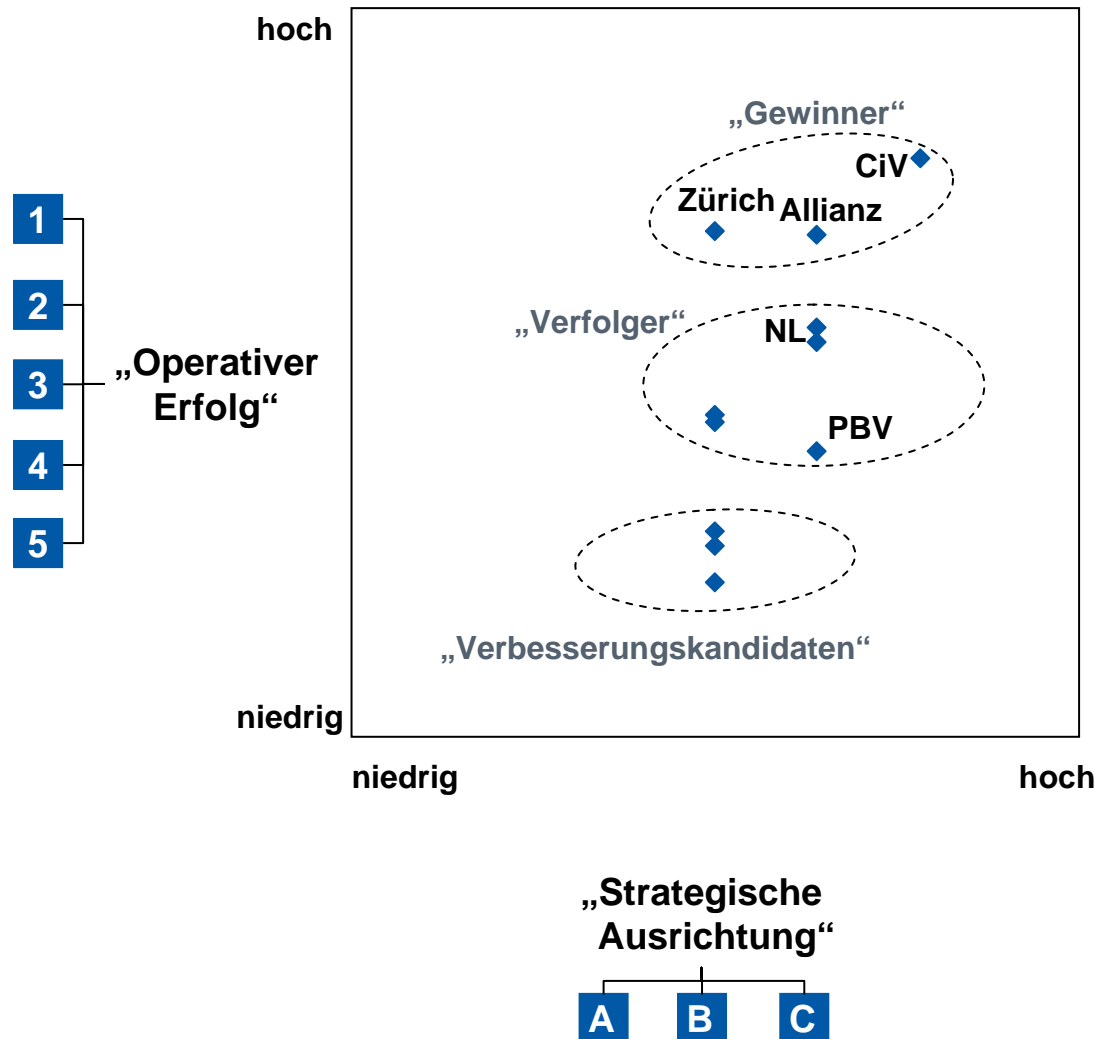 hoch
„Gewinner“
CiV
Zürich
Allianz
1
2
„Verfolger“
NL
3
„Operativer
Erfolg“
PBV
4
5
„Verbesserungskandidaten“
niedrig
niedrig
hoch
„Strategische
Ausrichtung“
A
B
C